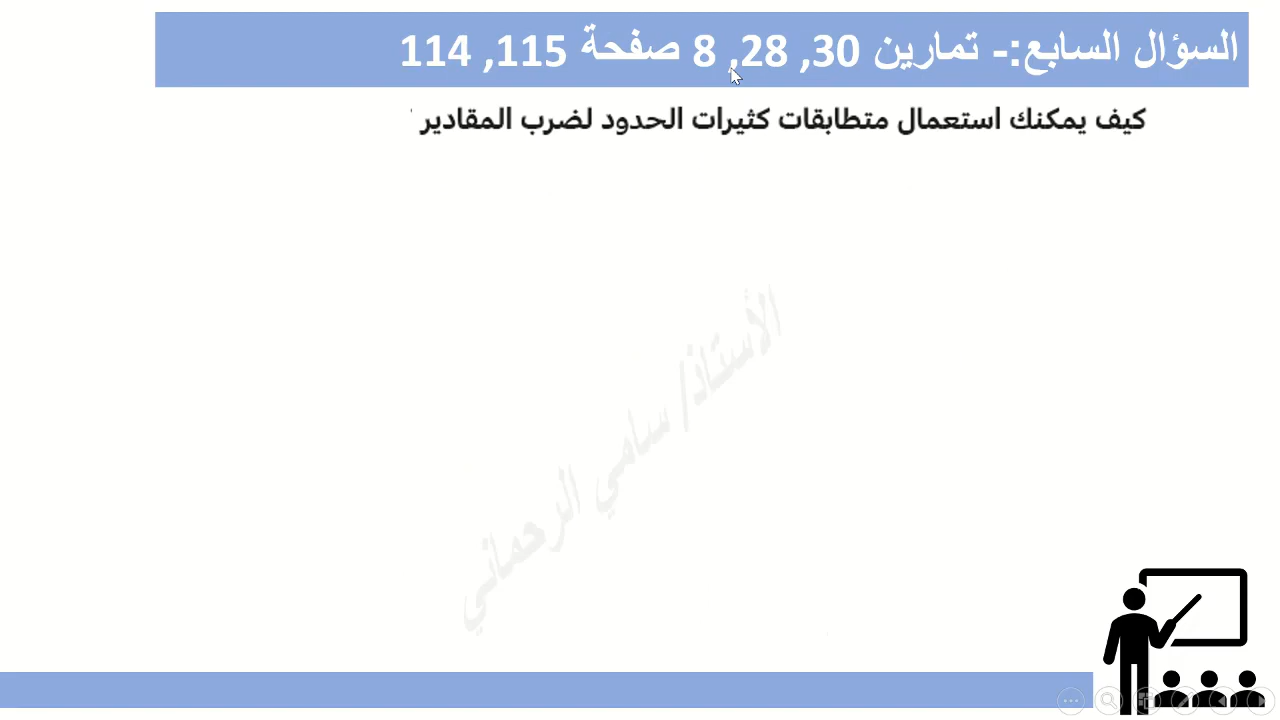 السؤال السابع:- تمارين 30, 28, 8 صفحة 115, 114
كيف يمكنك استعمال متطابقات كثيرات الحدود لضرب المقادير
الأستاذ/ سامي الرحماني